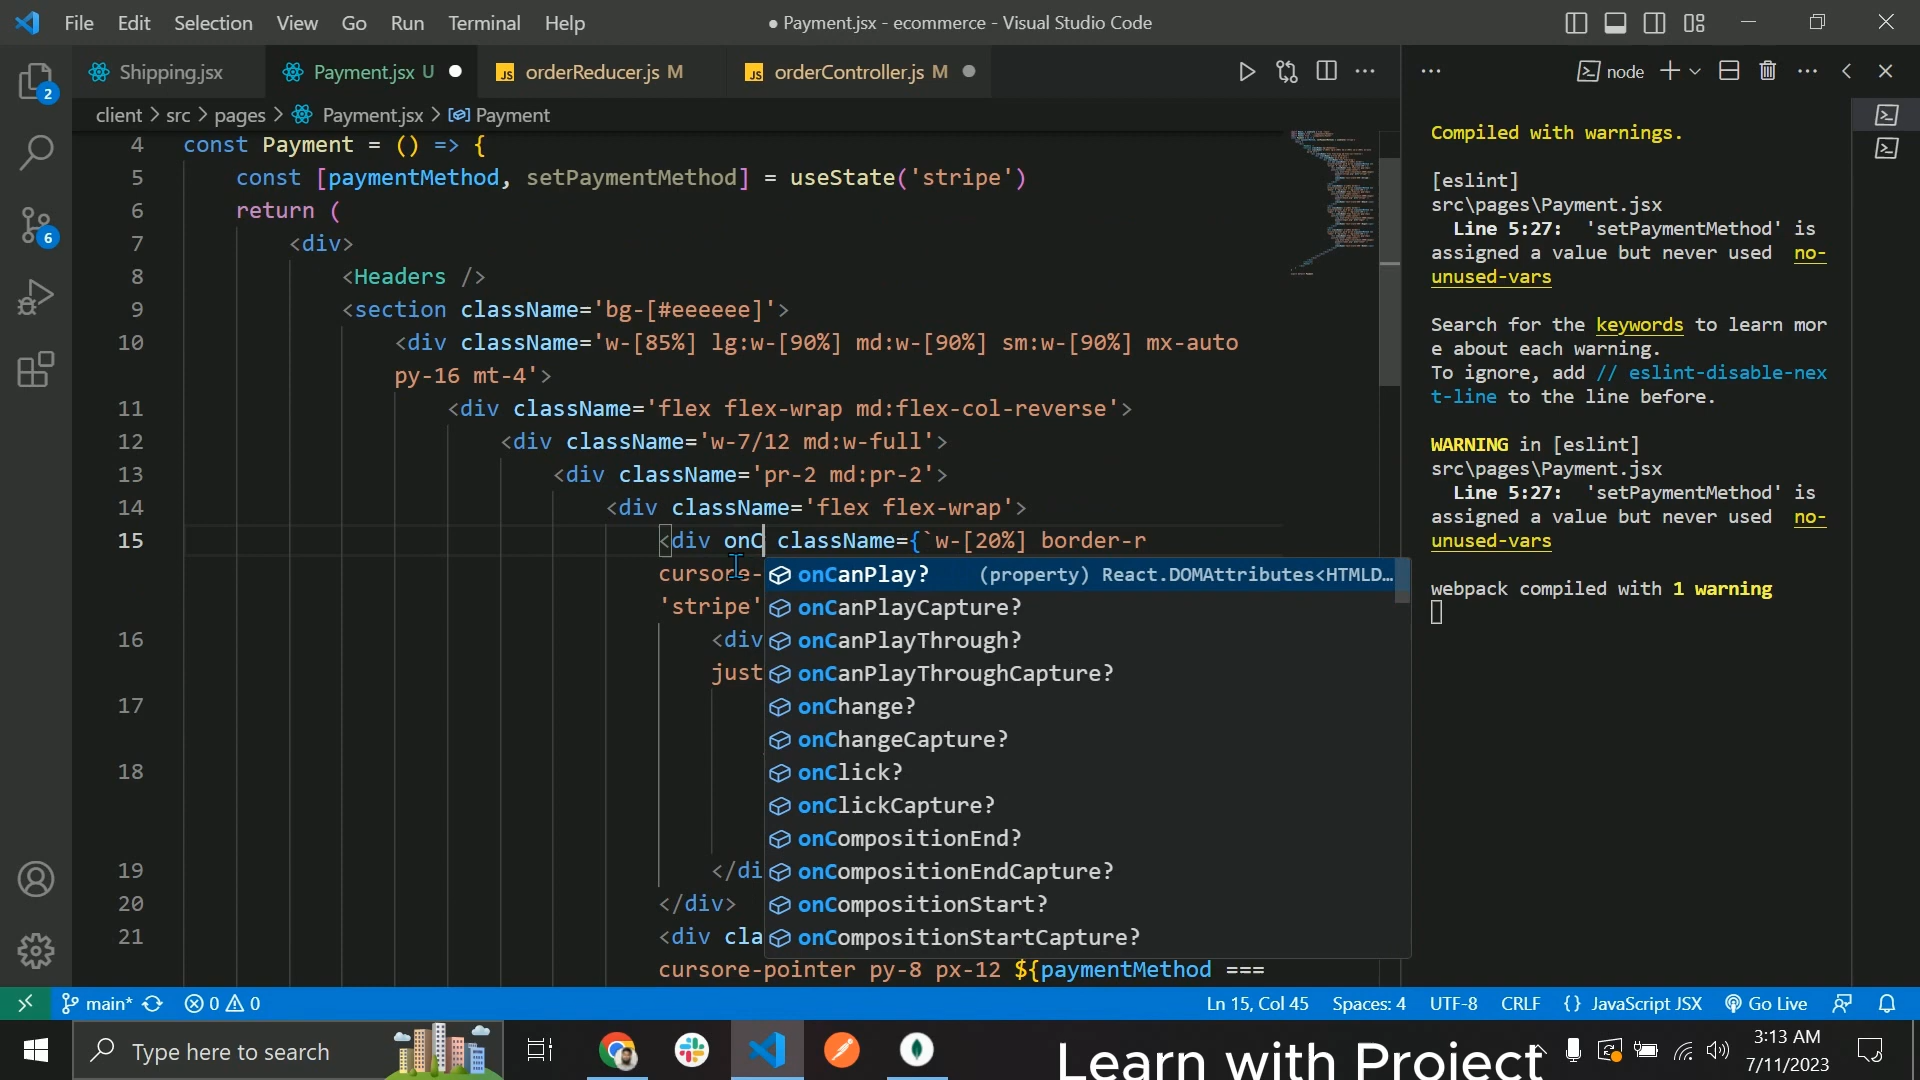 File Edit Selection View Go Run Terminal Help
● Payment.jsx - ecommerce - Visual Studio Code
Shipping.jsx
Payment.jsx U ●
JS orderReducer.js M
JS orderController.js M ●
node
client > src > pages > Payment.jsx > Payment
4 const Payment = () => {
5 const [paymentMethod, setPaymentMethod] = useState('stripe')
6 return (
7 <div>
8 <Headers />
9 <section className='bg-[#eeeeee]'>
10 <div className='w-[85%] lg:w-[90%] md:w-[90%] sm:w-[90%] mx-auto
py-16 mt-4'>
11 <div className='flex flex-wrap md:flex-col-reverse'>
12 <div className='w-7/12 md:w-full'>
13 <div className='pr-2 md:pr-2'>
14 <div className='flex flex-wrap'>
15 <div onC className={`w-[20%] border-r
cursore-
'stripe'
16 <div
just
17
18
19 </di
20 </div>
21 <div cla
cursore-pointer py-8 px-12 ${paymentMethod ===
onCanPlay? (property) React.DOMAttributes<HTMLD...
onCanPlayCapture?
onCanPlayThrough?
onCanPlayThroughCapture?
onChange?
onChangeCapture?
onClick?
onClickCapture?
onCompositionEnd?
onCompositionEndCapture?
onCompositionStart?
onCompositionStartCapture?
Compiled with warnings.
[eslint]
src\pages\Payment.jsx
Line 5:27: 'setPaymentMethod' is
assigned a value but never used no-
unused-vars
Search for the keywords to learn mor
e about each warning.
To ignore, add // eslint-disable-nex
t-line to the line before.
WARNING in [eslint]
src\pages\Payment.jsx
Line 5:27: 'setPaymentMethod' is
assigned a value but never used no-
unused-vars
webpack compiled with 1 warning
2
6
main* 0 0
Ln 15, Col 45 Spaces: 4 UTF-8 CRLF {} JavaScript JSX Go Live
Type here to search
Learn with Project
3:13 AM
7/11/2023